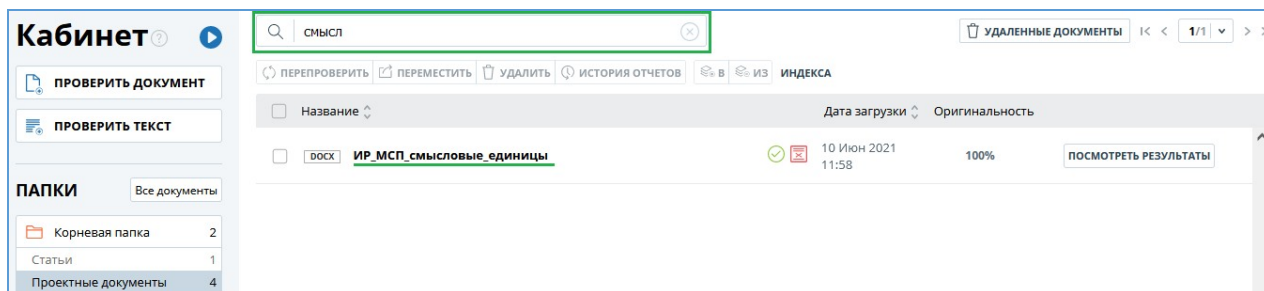 Кабинет
смысл
УДАЛЕННЫЕ ДОКУМЕНТЫ
1/1
ПРОВЕРИТЬ ДОКУМЕНТ
ПЕРЕПРОВЕРИТЬ ПЕРЕМЕСТИТЬ УДАЛИТЬ ИСТОРИЯ ОТЧЕТОВ В ИЗ ИНДЕКСА
Название Дата загрузки Оригинальность
ПРОВЕРИТЬ ТЕКСТ
DOCX ИР_МСП_смысловые_единицы 10 Июн 2021
11:58
100% ПОСМОТРЕТЬ РЕЗУЛЬТАТЫ
ПАПКИ Все документы
Корневая папка 2
Статьи 1
Проектные документы 4